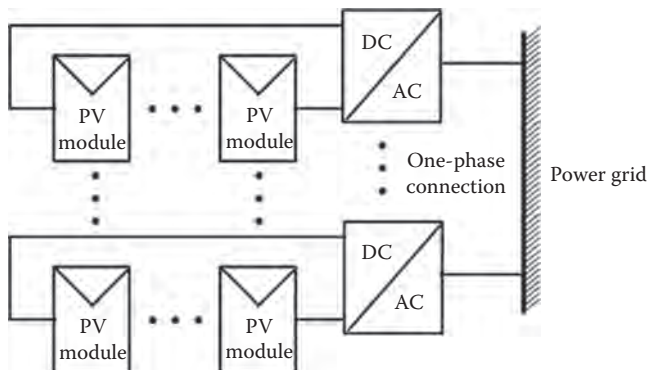 DC
AC
PV
module
PV
module
One-phase
connection
Power grid
DC
AC
PV
module
PV
module